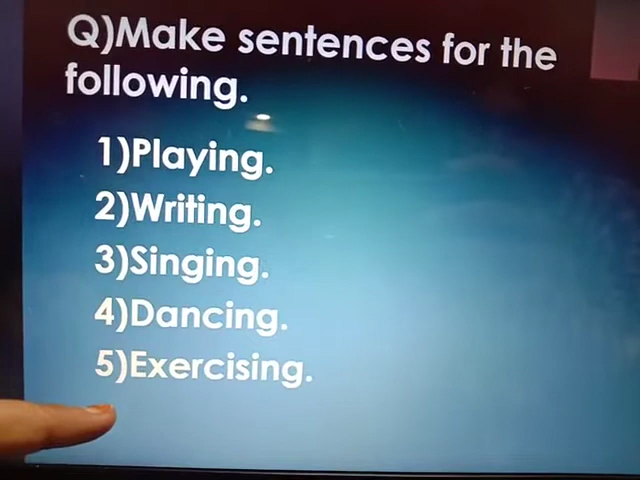 Q)Make sentences for the
following.
1)Playing.
2)Writing.
3)Singing.
4)Dancing.
5)Exercising.